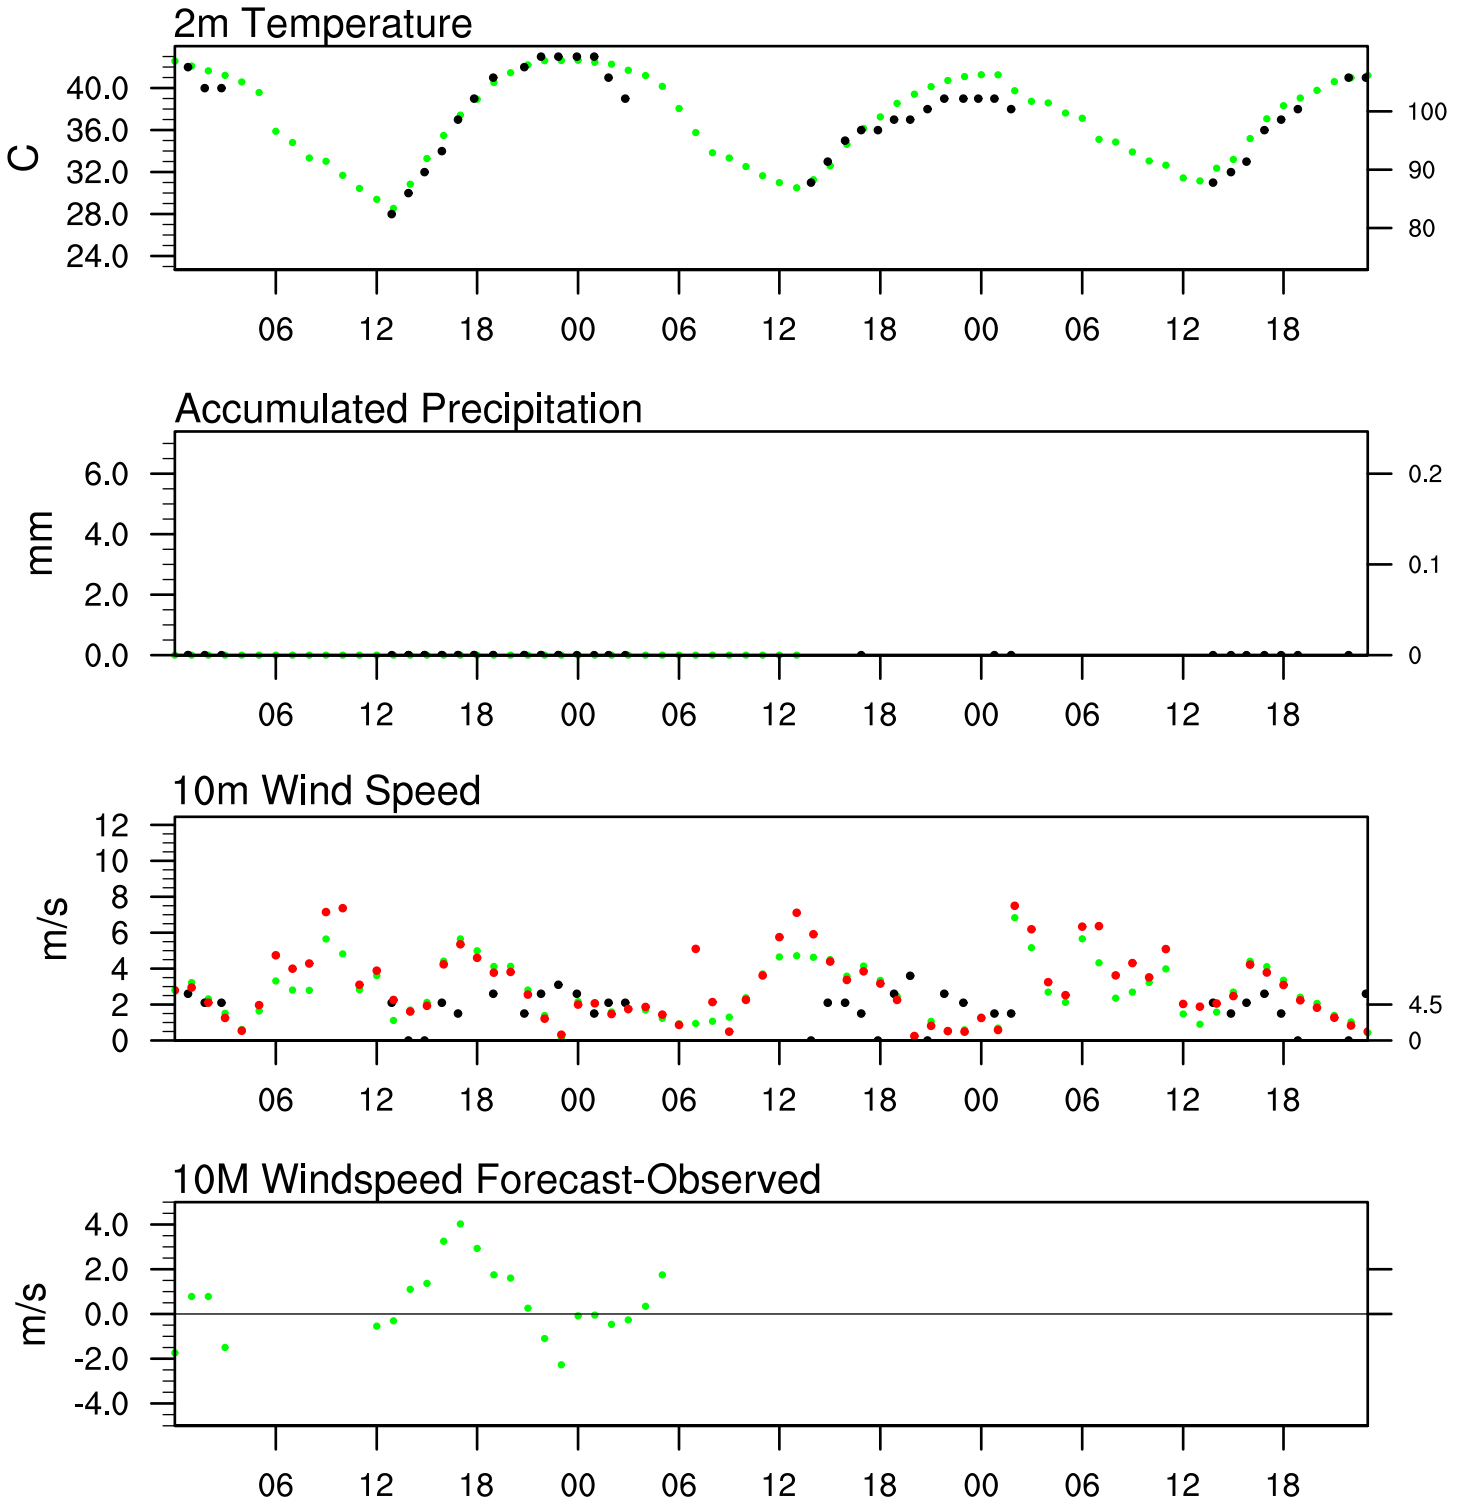 2m Temperature
40.0
36.0
32.0
28.0
24.0
C
100
90
80
06 12 18 00 06 12 18 00 06 12 18
Accumulated Precipitation
6.0
4.0
2.0
0.0
mm
0.2
0.1
0
06 12 18 00 06 12 18 00 06 12 18
10m Wind Speed
12
10
8
6
4
2
0
m/s
4.5
0
06 12 18 00 06 12 18 00 06 12 18
10M Windspeed Forecast-Observed
4.0
2.0
0.0
-2.0
-4.0
m/s
06 12 18 00 06 12 18 00 06 12 18